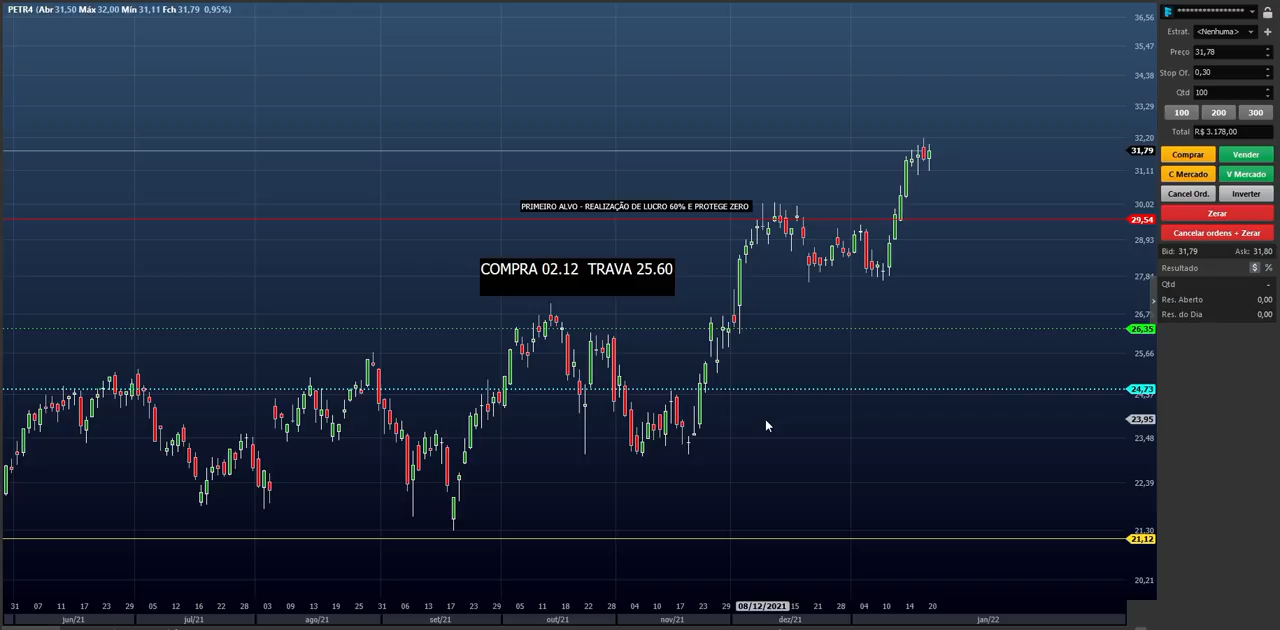 PETR4 (Abr 31,50 Máx 32,00 Mín 31,11 Fch 31,79 0,95%)
36,56
35,47
34,38
33,29
32,20
31,79
31,11
30,02
29,54
28,93
27,84
26,75
26,35
25,66
24,73
24,57
23,95
23,48
22,39
21,30
21,12
20,21
PRIMEIRO ALVO - REALIZAÇÃO DE LUCRO 60% E PROTEGE ZERO
COMPRA 02.12 TRAVA 25.60
31 07 11 17 23 29 05 12 16 22 28 03 09 13 19 25 31 06 13 17 23 29 05 11 18 22 28 04 10 17 23 29 08/12/2021 15 21 28 04 10 14 20
jun/21 jul/21 ago/21 set/21 out/21 nov/21 dez/21 jan/22
****************
Estrat. <Nenhuma>
Preço 31,78
Stop Of. 0,30
Qtd 100
100 200 300
Total R$ 3.178,00
Comprar Vender
C Mercado V Mercado
Cancel Ord. Inverter
Zerar
Cancelar ordens + Zerar
Bid: 31,79 Ask: 31,80
Resultado $ %
Qtd -
Res. Aberto 0,00
Res. do Dia 0,00